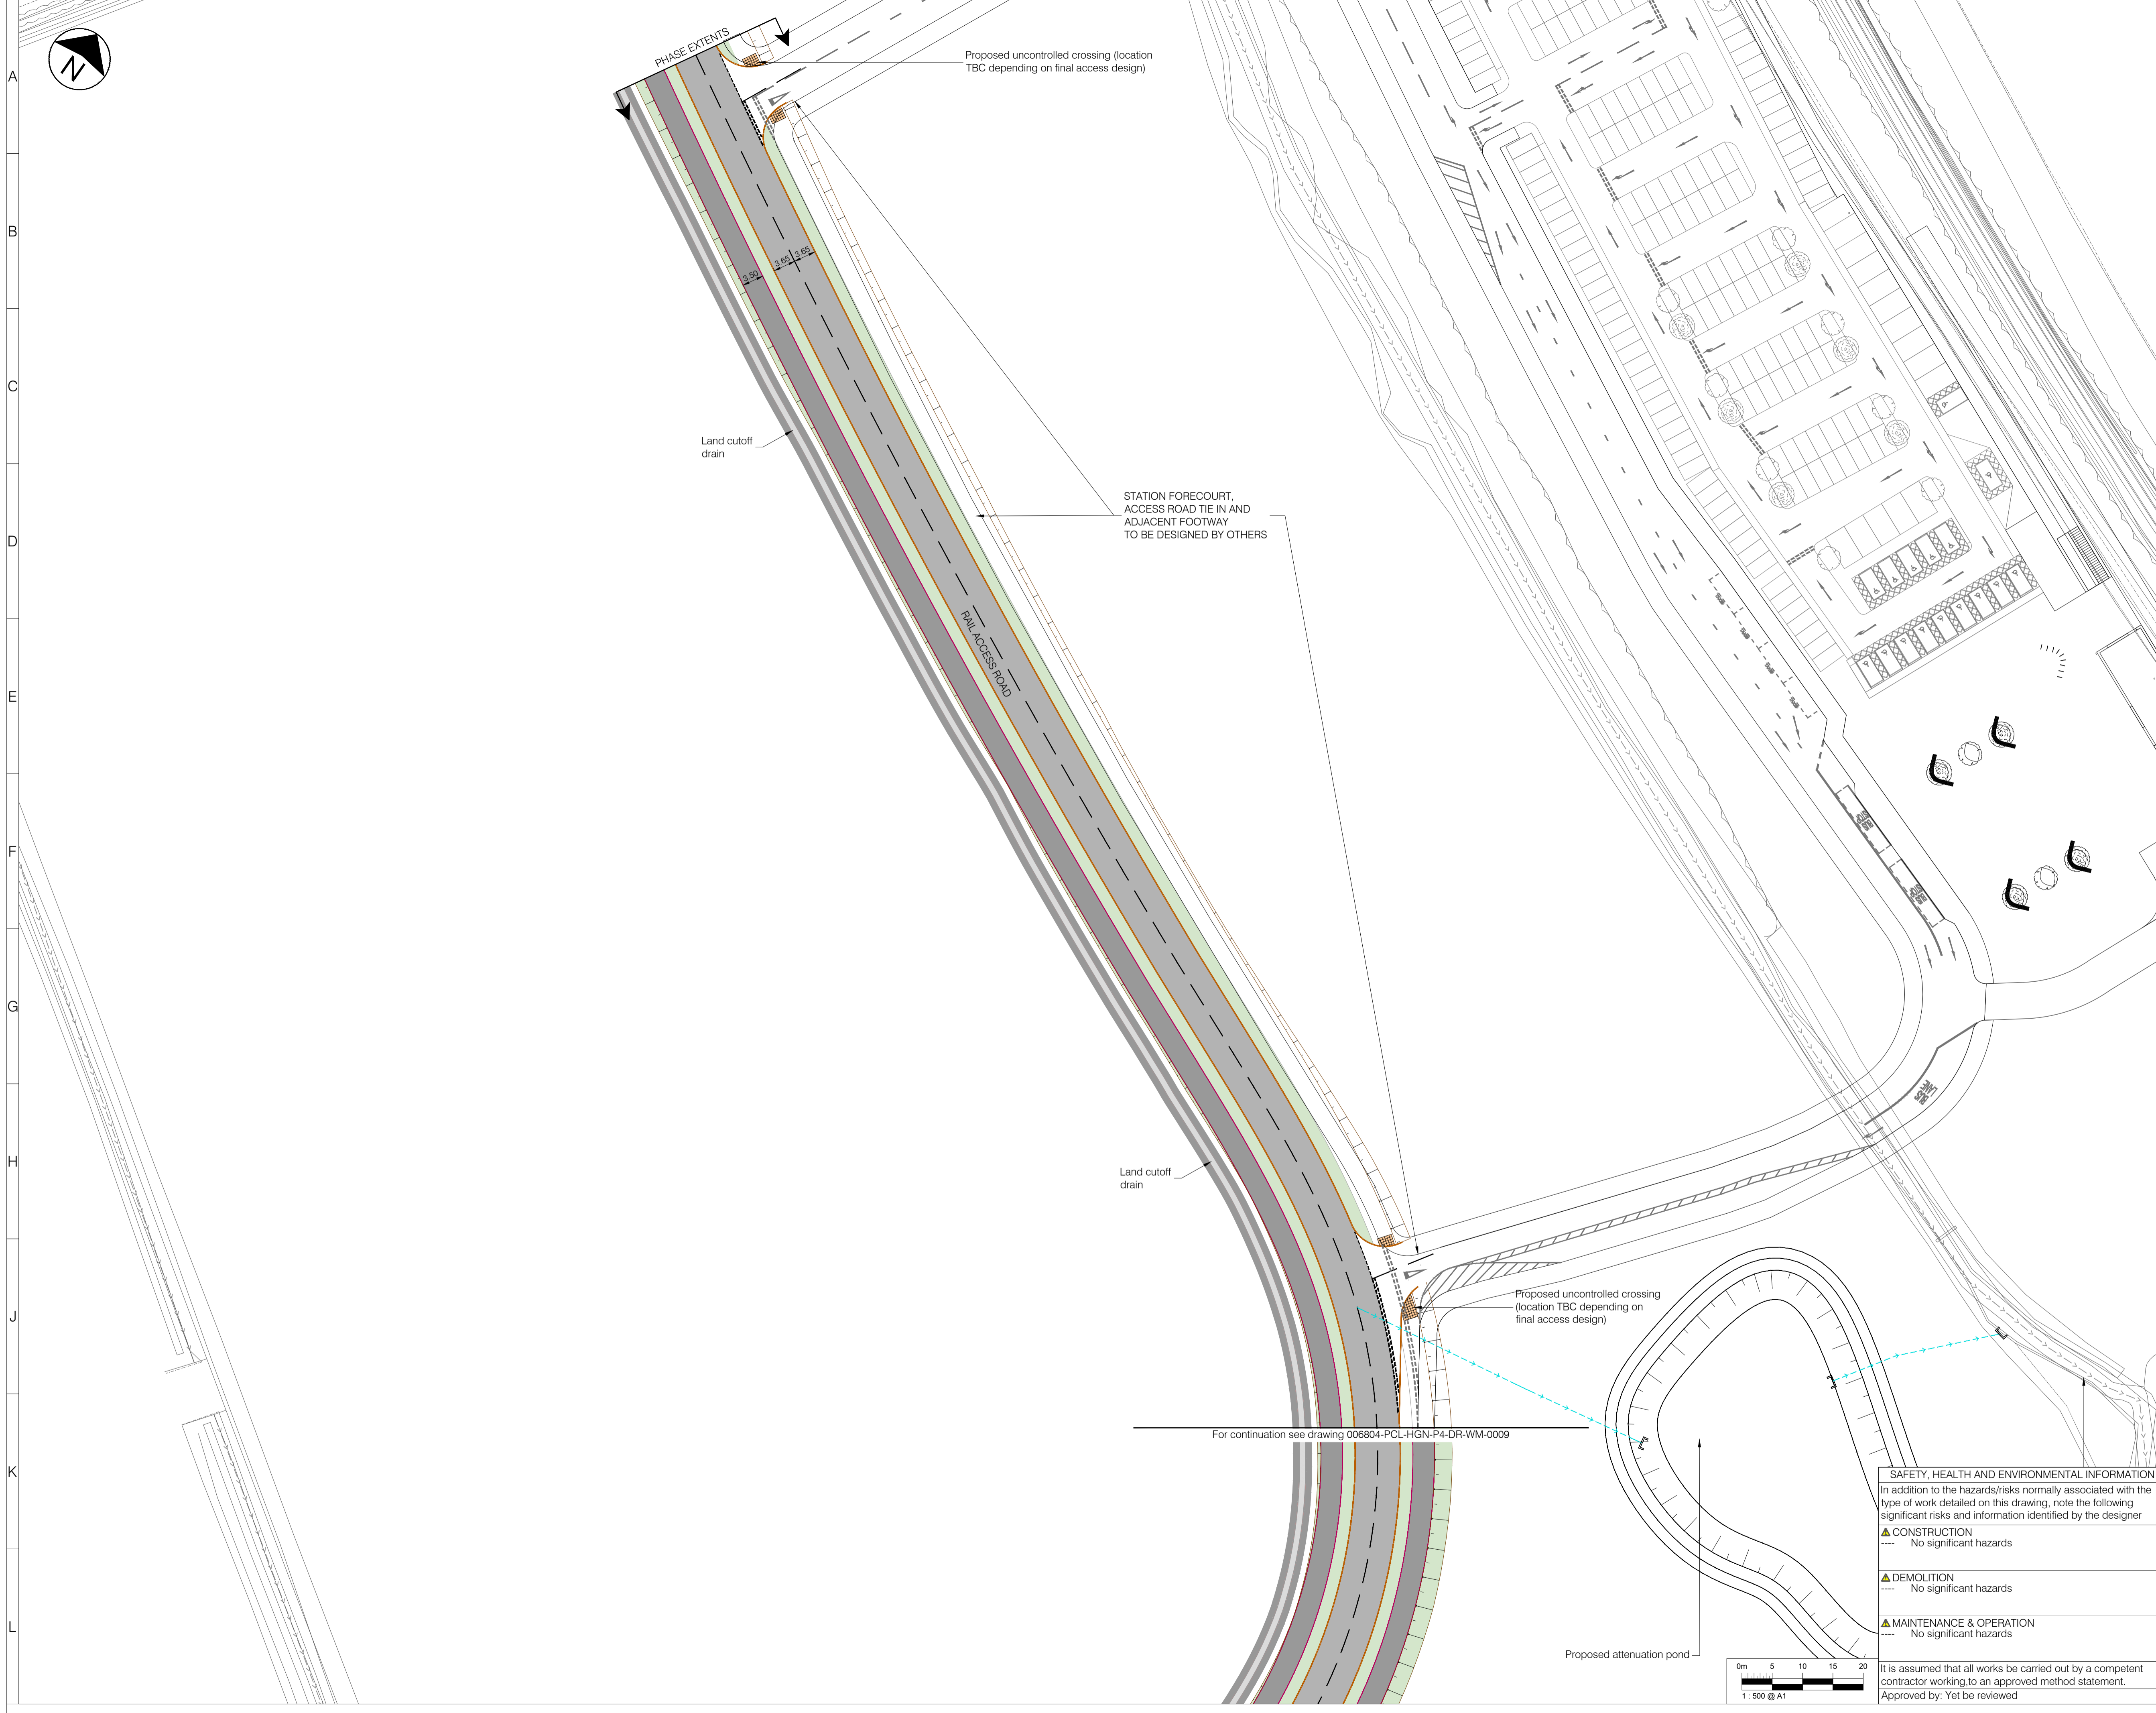 A
B
C
D
E
F
G
H
J
K
L
N
PHASE EXTENTS
Proposed uncontrolled crossing (location
TBC depending on final access design)
3.50
3.65
3.65
Land cutoff
drain
STATION FORECOURT,
ACCESS ROAD TIE IN AND
ADJACENT FOOTWAY
TO BE DESIGNED BY OTHERS
RAIL ACCESS ROAD
Land cutoff
drain
Proposed uncontrolled crossing
(location TBC depending on
final access design)
For continuation see drawing 006804-PCL-HGN-P4-DR-WM-0009
Proposed attenuation pond
0m 5 10 15 20
1 : 500 @ A1
SAFETY, HEALTH AND ENVIRONMENTAL INFORMATION
In addition to the hazards/risks normally associated with the
type of work detailed on this drawing, note the following
significant risks and information identified by the designer
CONSTRUCTION
---- No significant hazards
DEMOLITION
---- No significant hazards
MAINTENANCE & OPERATION
---- No significant hazards
It is assumed that all works be carried out by a competent
contractor working,to an approved method statement.
Approved by: Yet be reviewed